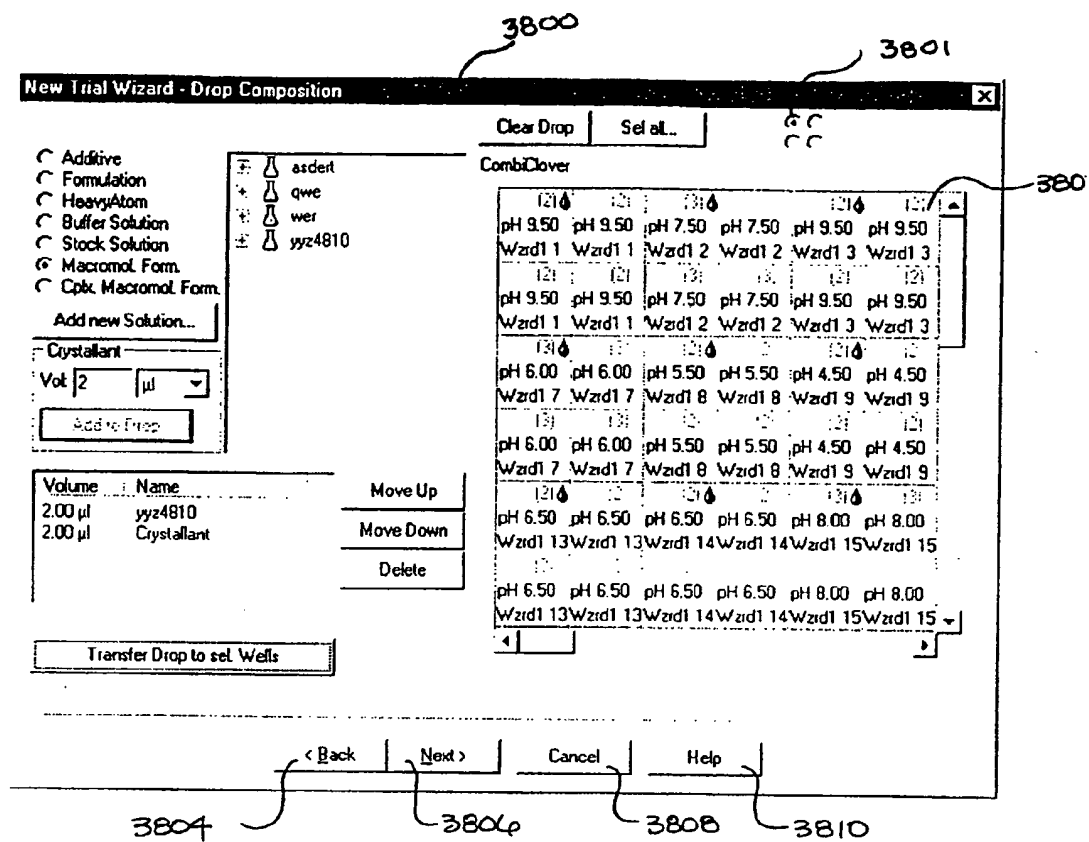 3800
3801
New Trial Wizard - Drop Composition
Clear Drop Sel all...
CombiClover
Additive
Formulation
HeavyAtom
Buffer Solution
Stock Solution
Macromol. Form.
Cplx. Macromol. Form.
asdert
qwe
wer
yyz4810
380
Add new Solution...
Crystallant
Vol: 2 µl
Add to Drop
Volume Name
2.00 µl yyz4810
2.00 µl Crystallant
Move Up
Move Down
Delete
Transfer Drop to sel. Wells
pH 9.50 pH 9.50 pH 7.50 pH 7.50 pH 9.50 pH 9.50
Wzrd1 1 Wzrd1 1 Wzrd1 2 Wzrd1 2 Wzrd1 3 Wzrd1 3
pH 9.50 pH 9.50 pH 7.50 pH 7.50 pH 9.50 pH 9.50
Wzrd1 1 Wzrd1 1 Wzrd1 2 Wzrd1 2 Wzrd1 3 Wzrd1 3
pH 6.00 pH 6.00 pH 5.50 pH 5.50 pH 4.50 pH 4.50
Wzrd1 7 Wzrd1 7 Wzrd1 8 Wzrd1 8 Wzrd1 9 Wzrd1 9
pH 6.00 pH 6.00 pH 5.50 pH 5.50 pH 4.50 pH 4.50
Wzrd1 7 Wzrd1 7 Wzrd1 8 Wzrd1 8 Wzrd1 9 Wzrd1 9
pH 6.50 pH 6.50 pH 6.50 pH 6.50 pH 8.00 pH 8.00
Wzrd1 13 Wzrd1 13 Wzrd1 14 Wzrd1 14 Wzrd1 15 Wzrd1 15
pH 6.50 pH 6.50 pH 6.50 pH 6.50 pH 8.00 pH 8.00
Wzrd1 13 Wzrd1 13 Wzrd1 14 Wzrd1 14 Wzrd1 15 Wzrd1 15
< Back Next > Cancel Help
3804 3806 3808 3810